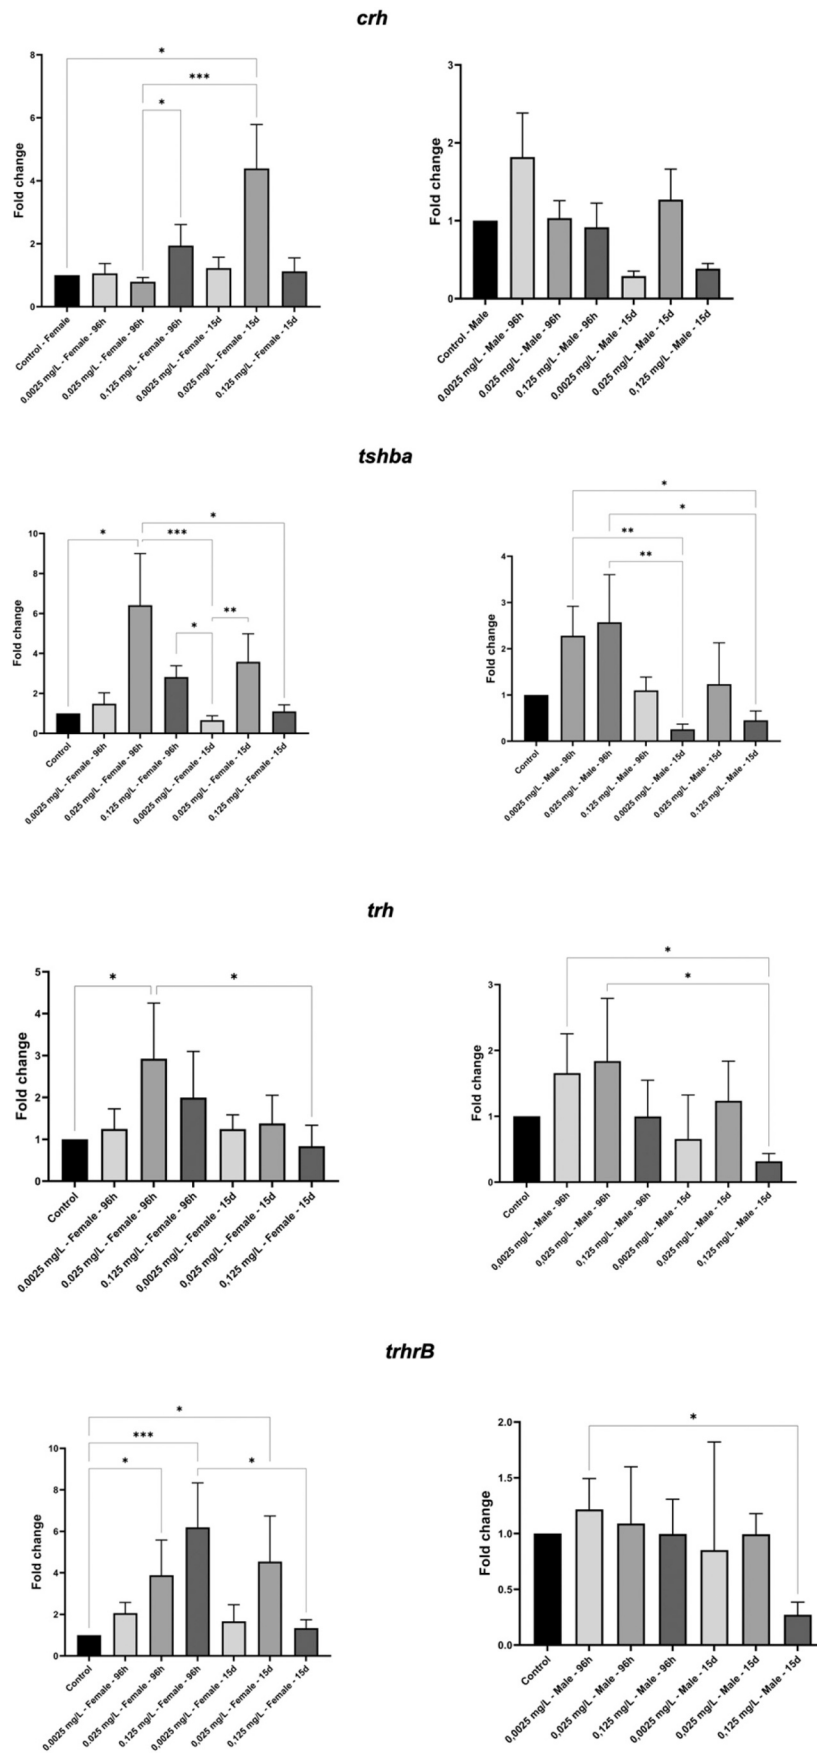 crh
*
***
*
8
6
4
2
0
Fold change
Control - Female
0.0025 mg/L - Female - 96h
0.025 mg/L - Female - 96h
0.125 mg/L - Female - 96h
0.0025 mg/L - Female - 15d
0.025 mg/L - Female - 15d
0.125 mg/L - Female - 15d
3
2
1
0
Fold change
Control - Male
0.0025 mg/L - Male - 96h
0.025 mg/L - Male - 96h
0.125 mg/L - Male - 96h
0.0025 mg/L - Male - 15d
0.025 mg/L - Male - 15d
0,125 mg/L - Male - 15d
tshba
*
*
***
*
**
10
8
6
4
2
0
Fold change
Control
0.0025 mg/L - Female - 96h
0.025 mg/L - Female - 96h
0.125 mg/L - Female - 96h
0.0025 mg/L - Female - 15d
0.025 mg/L - Female - 15d
0.125 mg/L - Female - 15d
*
*
**
**
4
3
2
1
0
Fold change
Control
0.0025 mg/L - Male - 96h
0.025 mg/L - Male - 96h
0.125 mg/L - Male - 96h
0.0025 mg/L - Male - 15d
0.025 mg/L - Male - 15d
0.125 mg/L - Male - 15d
trh
*
*
5
4
3
2
1
0
Fold change
Control
0.0025 mg/L - Female - 96h
0.025 mg/L - Female - 96h
0.125 mg/L - Female - 96h
0,0025 mg/L - Female - 15d
0,025 mg/L - Female - 15d
0,125 mg/L - Female - 15d
*
*
3
2
1
0
Fold change
Control
0,0025 mg/L - Male - 96h
0,025 mg/L - Male - 96h
0,125 mg/L - Male - 96h
0,0025 mg/L - Male - 15d
0,025 mg/L - Male - 15d
0,125 mg/L - Male - 15d
trhrB
*
***
*
*
10
8
6
4
2
0
Fold change
Control
0.0025 mg/L - Female - 96h
0.025 mg/L - Female - 96h
0.125 mg/L - Female - 96h
0.0025 mg/L - Female - 15d
0.025 mg/L - Female - 15d
0.125 mg/L - Female - 15d
*
2.0
1.5
1.0
0.5
0.0
Fold change
Control
0,0025 mg/L - Male - 96h
0,025 mg/L - Male - 96h
0,125 mg/L - Male - 96h
0,0025 mg/L - Male - 15d
0,025 mg/L - Male - 15d
0,125 mg/L - Male - 15d